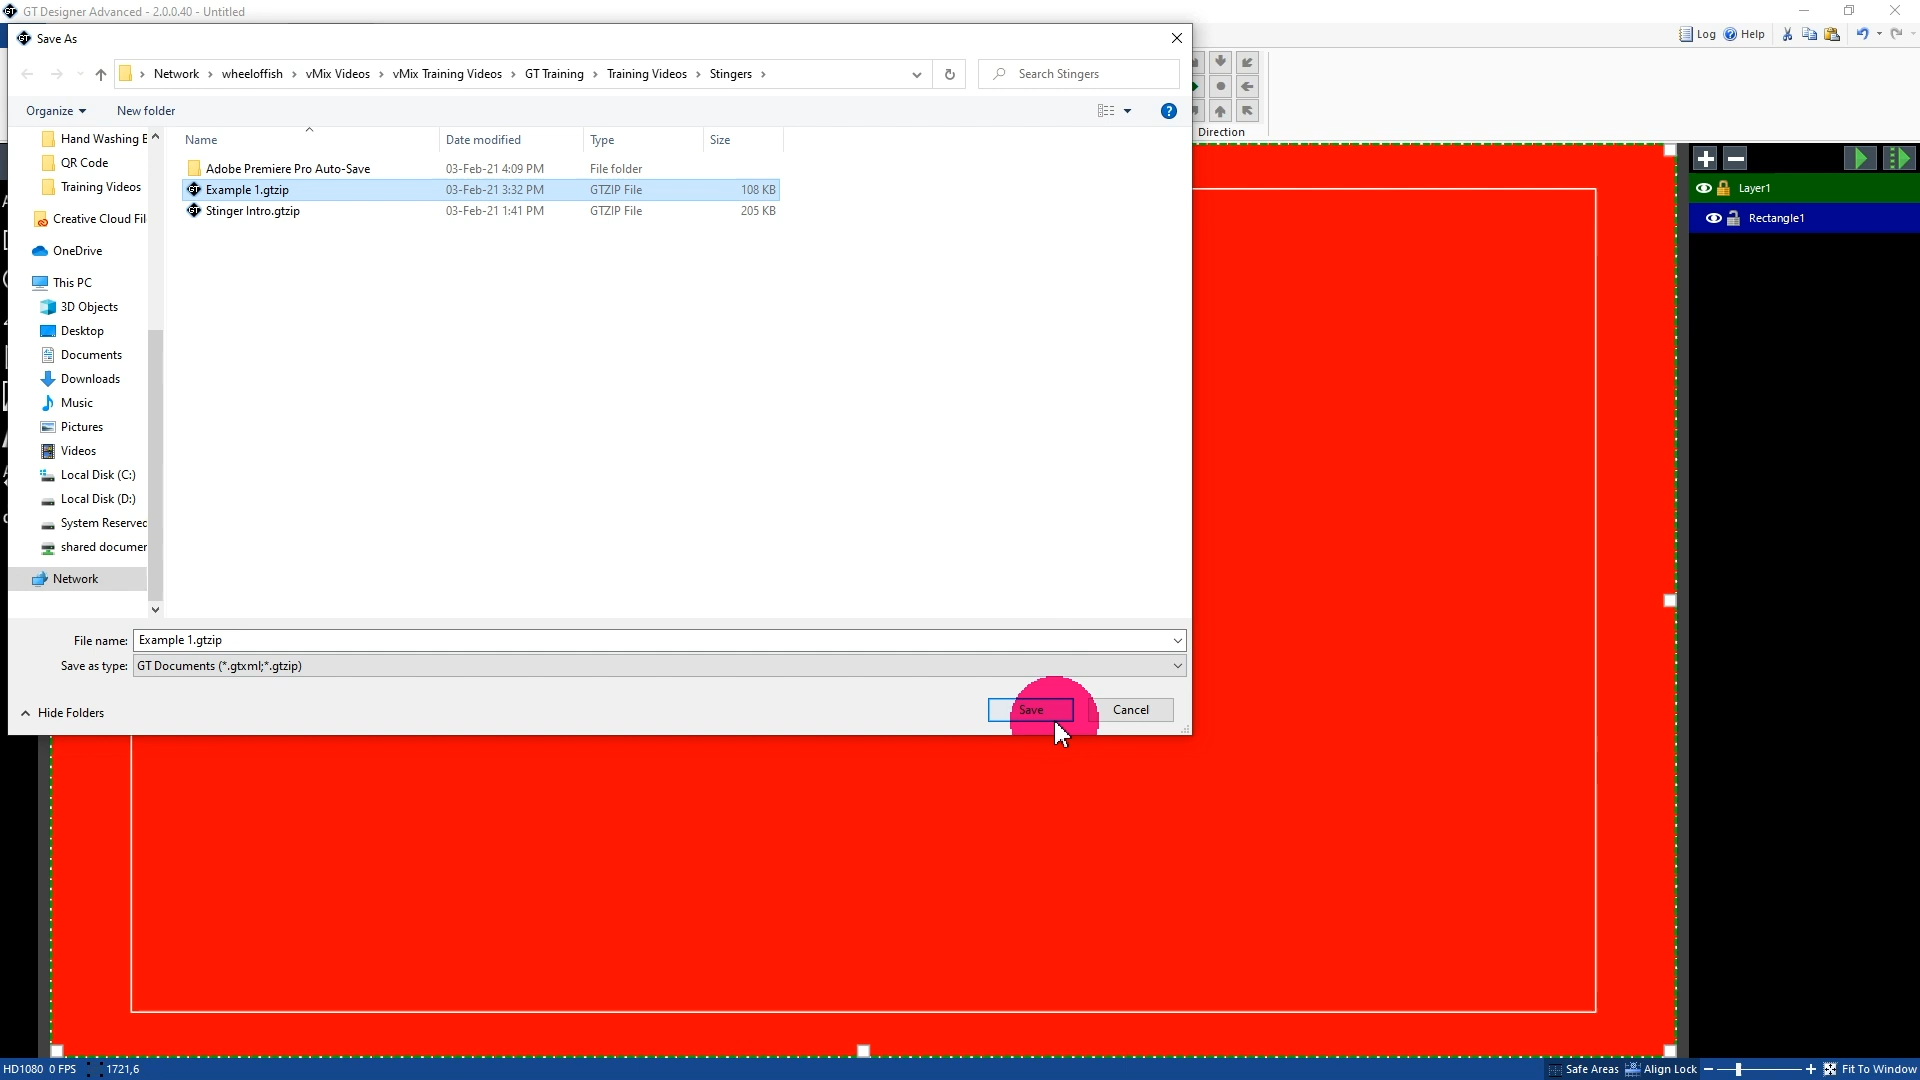 GT Designer Advanced - 2.0.0.40 - Untitled
Save As
Log Help
Network > wheeloffish > vMix Videos > vMix Training Videos > GT Training > Training Videos > Stingers >
Search Stingers
Organize
New folder
Direction
Name Date modified Type Size
Adobe Premiere Pro Auto-Save 03-Feb-21 4:09 PM File folder
Example 1.gtzip 03-Feb-21 3:32 PM GTZIP File 108 KB
Stinger Intro.gtzip 03-Feb-21 1:41 PM GTZIP File 205 KB
Hand Washing E
QR Code
Training Videos
Creative Cloud Fil
OneDrive
This PC
3D Objects
Desktop
Documents
Downloads
Music
Pictures
Videos
Local Disk (C:)
Local Disk (D:)
System Reserved
shared documen
Network
Layer1
Rectangle1
File name: Example 1.gtzip
Save as type: GT Documents (*.gtxml;*.gtzip)
Hide Folders
Save
Cancel
HD1080 0 FPS 1721,6
Safe Areas Align Lock Fit To Window